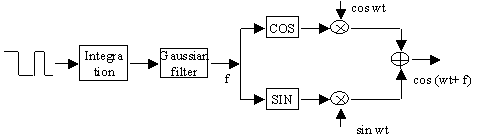 cos wt
COS
Integra
tion
Gaussian
filter
f
cos (wt+ f)
SIN
sin wt